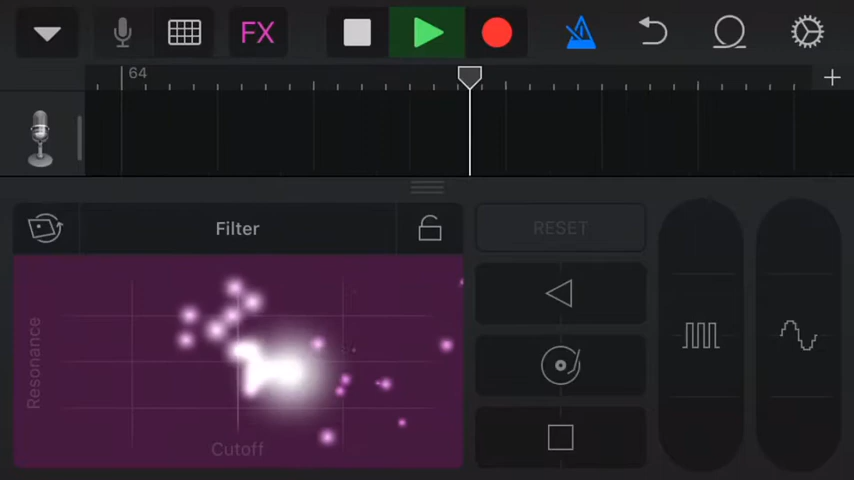 FX
64
Filter
RESET
Resonance
Cutoff